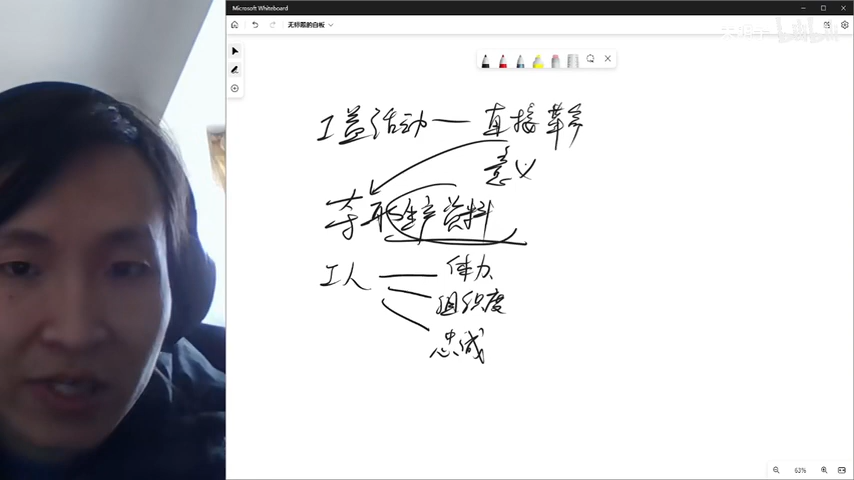 Microsoft Whiteboard
无标题的白板
工益活动 — 直接革命
意义
夺取生产资料
工人 — 体力
组织度
忠诚
63%